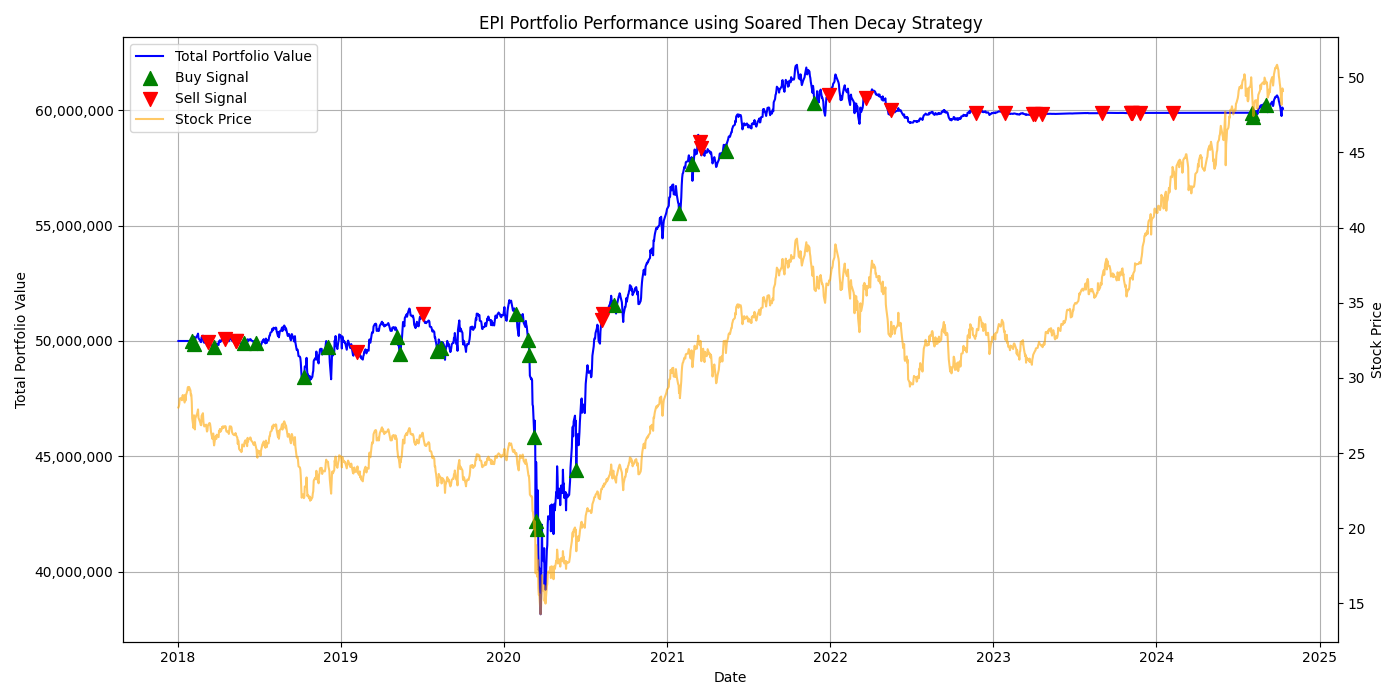 EPI Portfolio Performance using Soared Then Decay Strategy
Total Portfolio Value
Buy Signal
Sell Signal
Stock Price
60,000,000
55,000,000
50,000,000
45,000,000
40,000,000
Total Portfolio Value
50
45
40
35
30
25
20
15
Stock Price
2018
2019
2020
2021
2022
2023
2024
2025
Date